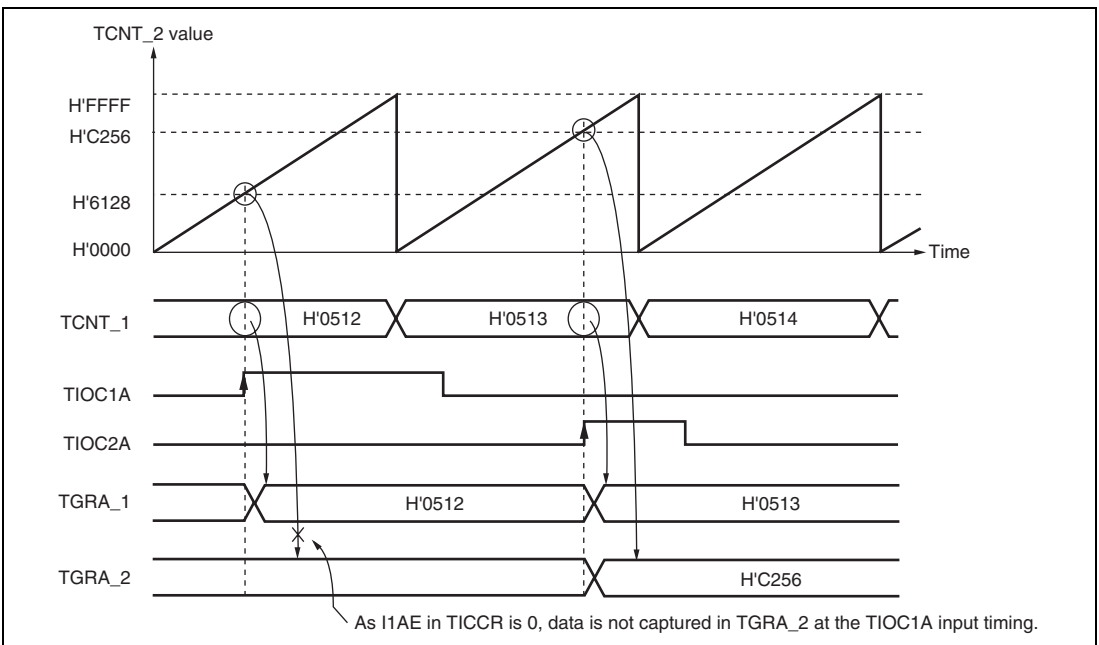 TCNT_2 value
H'FFFF
H'C256
H'6128
H'0000
Time
TCNT_1
H'0512
H'0513
H'0514
TIOC1A
TIOC2A
TGRA_1
H'0512
H'0513
TGRA_2
H'C256
As I1AE in TICCR is 0, data is not captured in TGRA_2 at the TIOC1A input timing.